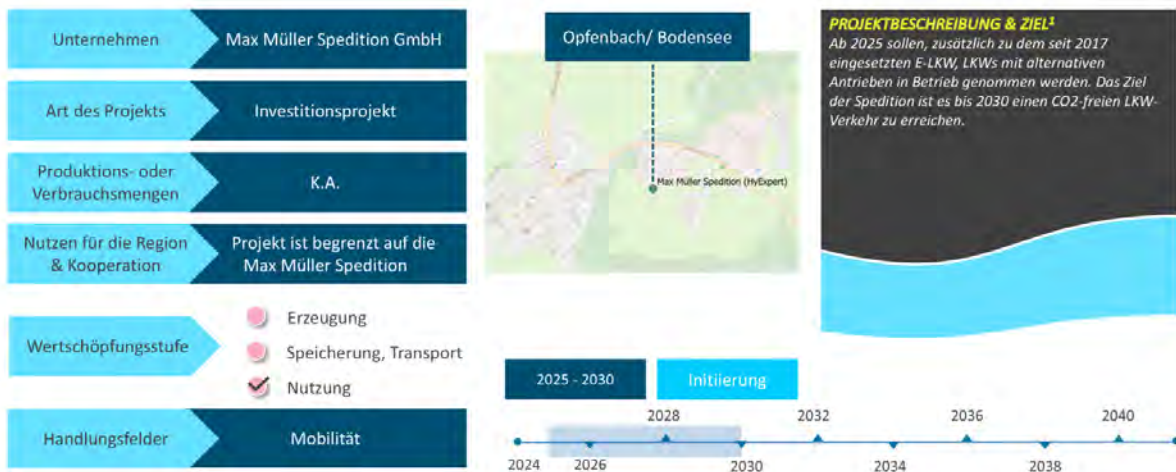 Unternehmen
Max Müller Spedition GmbH
Art des Projekts
Investitionsprojekt
Produktions- oder
Verbrauchsmengen
K.A.
Nutzen für die Region
& Kooperation
Projekt ist begrenzt auf die
Max Müller Spedition
Wertschöpfungsstufe
Erzeugung
Speicherung, Transport
Nutzung
Handlungsfelder
Mobilität
Opfenbach/ Bodensee
Max Müller Spedition (HyExpert)
PROJEKTBESCHREIBUNG & ZIEL¹
Ab 2025 sollen, zusätzlich zu dem seit 2017
eingesetzten E-LKW, LKWs mit alternativen
Antrieben in Betrieb genommen werden. Das Ziel
der Spedition ist es bis 2030 einen CO2-freien LKW-
Verkehr zu erreichen.
2025 - 2030
Initiierung
2028 2032 2036 2040
2024 2026 2030 2034 2038